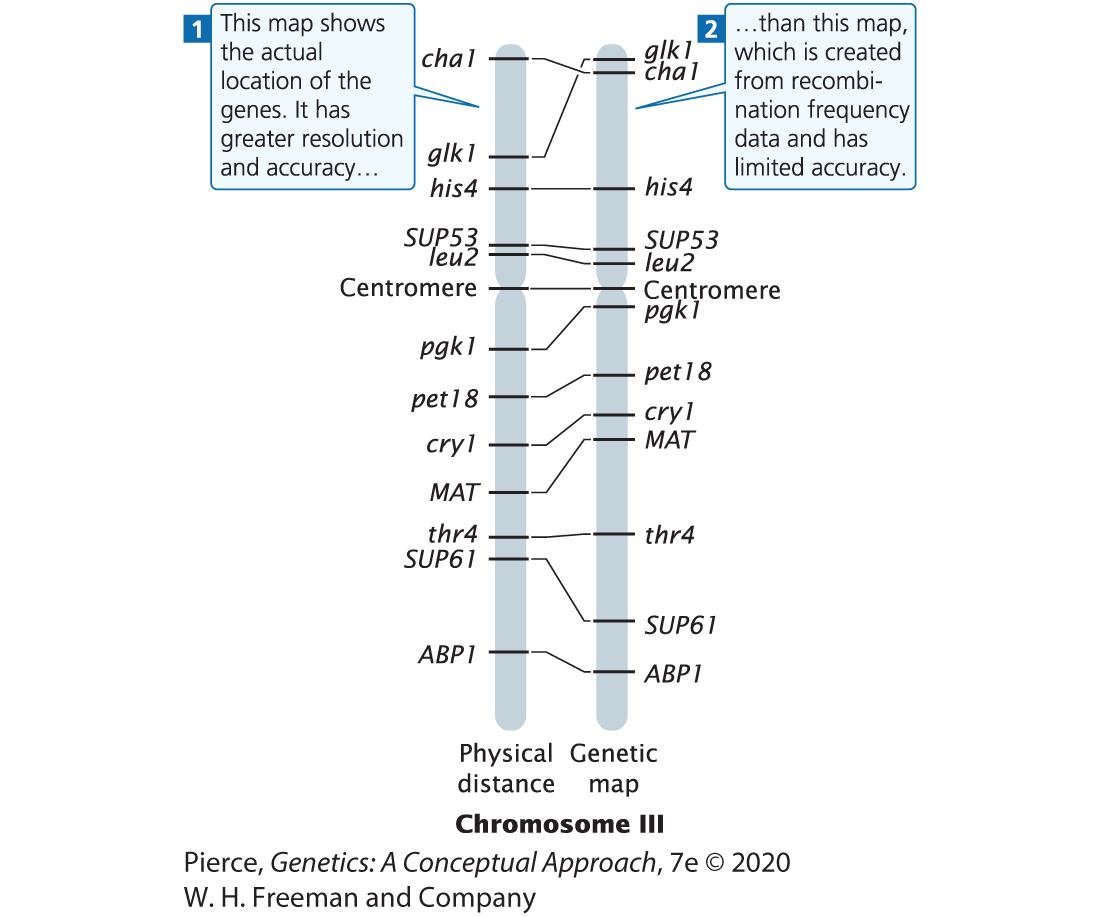 1 This map shows
the actual
location of the
genes. It has
greater resolution
and accuracy…
2 …than this map,
which is created
from recombi-
nation frequency
data and has
limited accuracy.
cha1
glk1
his4
SUP53
leu2
Centromere
pgk1
pet18
cry1
MAT
thr4
SUP61
ABP1
glk1
cha1
his4
SUP53
leu2
Centromere
pgk1
pet18
cry1
MAT
thr4
SUP61
ABP1
Physical
distance
Genetic
map
Chromosome III
Pierce, Genetics: A Conceptual Approach, 7e © 2020
W. H. Freeman and Company